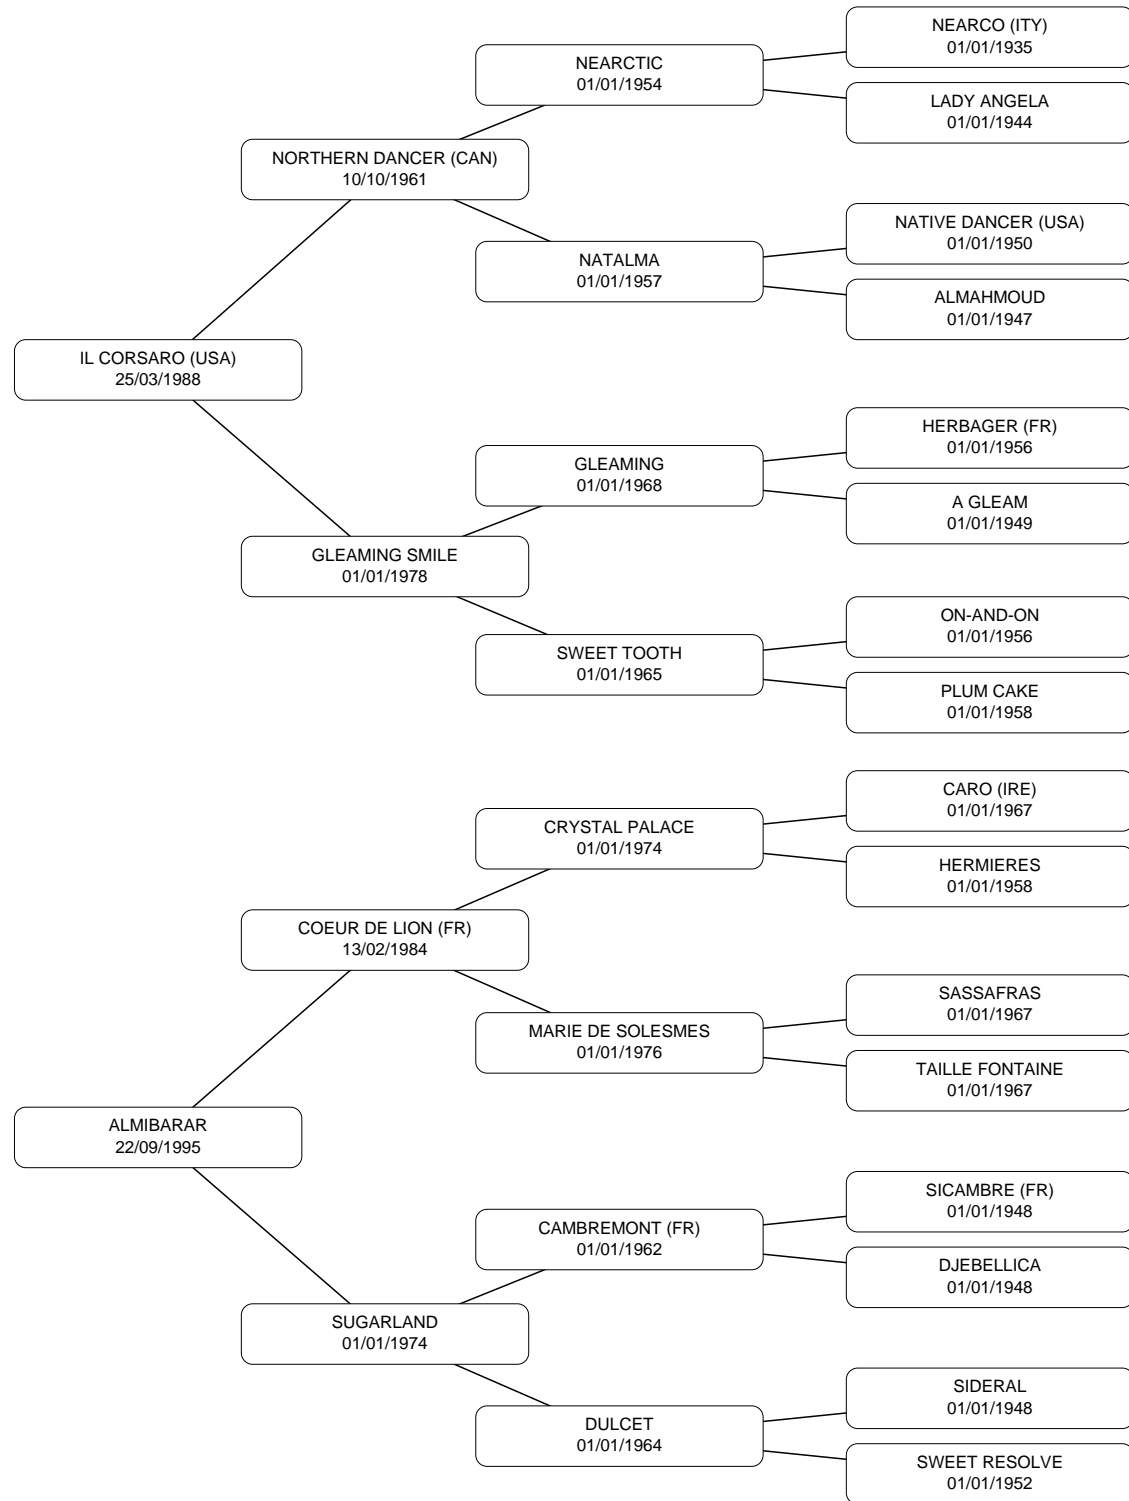 NEARCO (ITY)
01/01/1935
NEARCTIC
01/01/1954
LADY ANGELA
01/01/1944
NORTHERN DANCER (CAN)
10/10/1961
NATIVE DANCER (USA)
01/01/1950
NATALMA
01/01/1957
ALMAHMOUD
01/01/1947
IL CORSARO (USA)
25/03/1988
HERBAGER (FR)
01/01/1956
GLEAMING
01/01/1968
A GLEAM
01/01/1949
GLEAMING SMILE
01/01/1978
ON-AND-ON
01/01/1956
SWEET TOOTH
01/01/1965
PLUM CAKE
01/01/1958
CARO (IRE)
01/01/1967
CRYSTAL PALACE
01/01/1974
HERMIERES
01/01/1958
COEUR DE LION (FR)
13/02/1984
SASSAFRAS
01/01/1967
MARIE DE SOLESMES
01/01/1976
TAILLE FONTAINE
01/01/1967
ALMIBARAR
22/09/1995
SICAMBRE (FR)
01/01/1948
CAMBREMONT (FR)
01/01/1962
DJEBELLICA
01/01/1948
SUGARLAND
01/01/1974
SIDERAL
01/01/1948
DULCET
01/01/1964
SWEET RESOLVE
01/01/1952